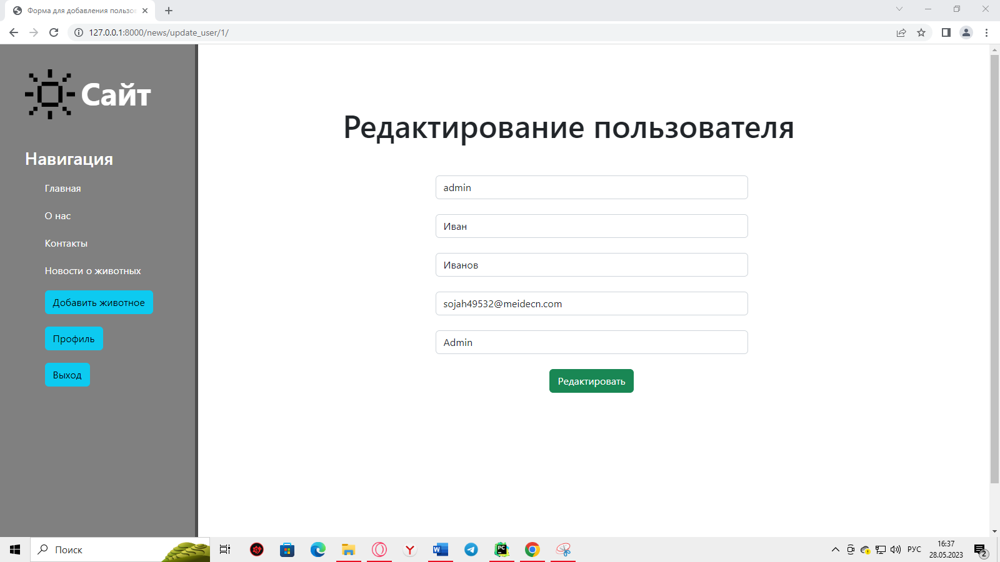 Форма для добавления пользов
127.0.0.1:8000/news/update_user/1/
Сайт
Навигация
Главная
О нас
Контакты
Новости о животных
Добавить животное
Профиль
Выход
Редактирование пользователя
admin
Иван
Иванов
sojah49532@meidecn.com
Admin
Редактировать
Поиск
W
PC
РУС
16:37
28.05.2023
2